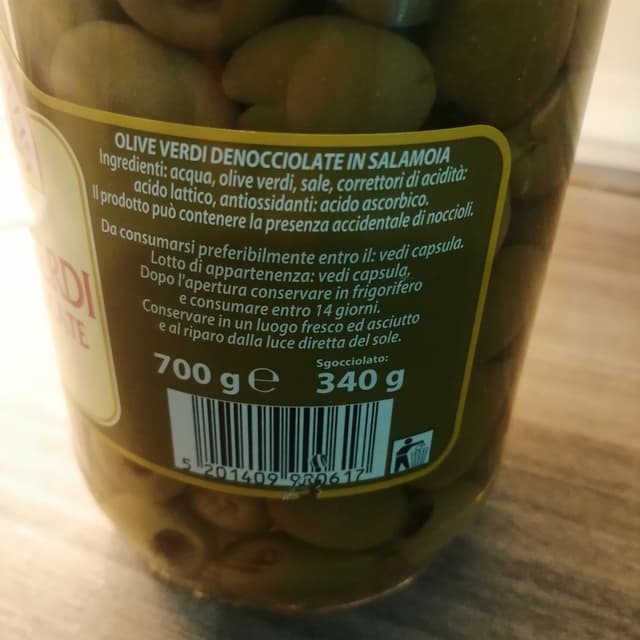 OLIVE VERDI DENOCCIOLATE IN SALAMOIA
Ingredienti: acqua, olive verdi, sale, correttori di acidità:
acido lattico, antiossidanti: acido ascorbico.
Il prodotto può contenere la presenza accidentale di noccioli.
Da consumarsi preferibilmente entro il: vedi capsula.
Lotto di appartenenza: vedi capsula.
Dopo l'apertura conservare in frigorifero
e consumare entro 14 giorni.
Conservare in un luogo fresco ed asciutto
e al riparo dalla luce diretta del sole.
Sgocciolato:
700 g e 340 g
5 201409 980617